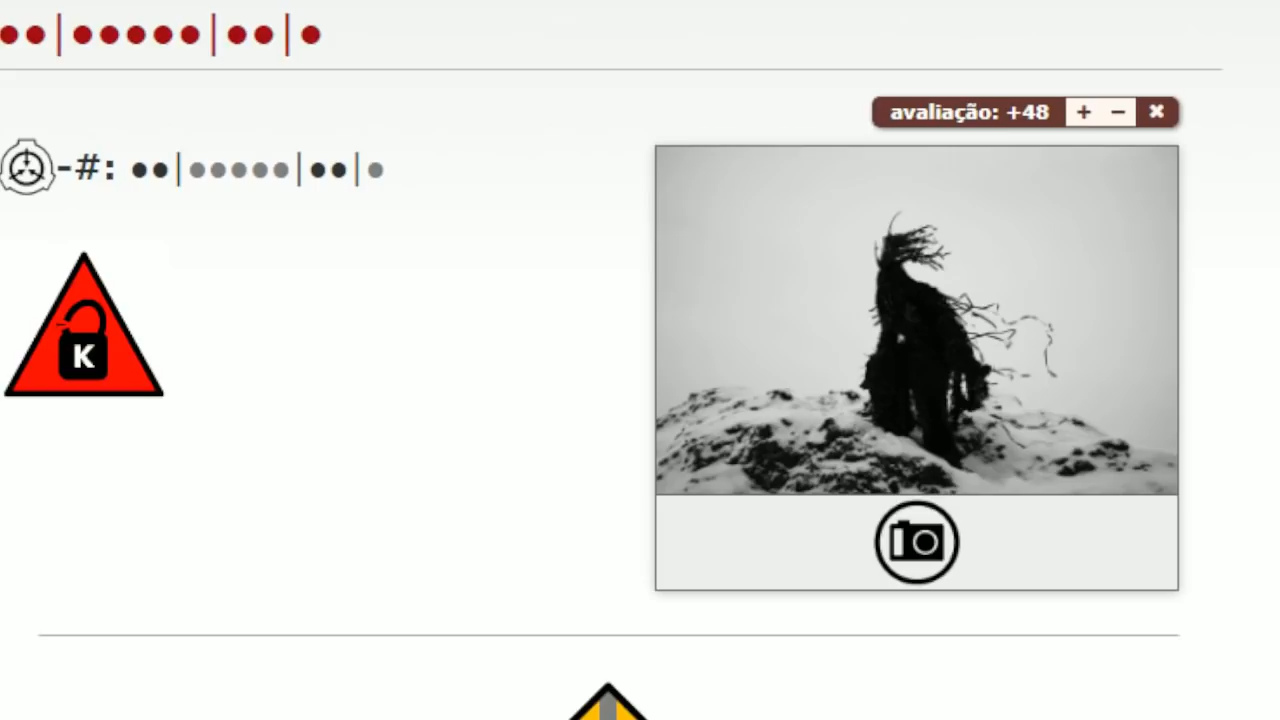 ●●|●●●●●|●●|●
avaliação: +48 + − ✖
-#: ●●|●●●●●|●●|●
K